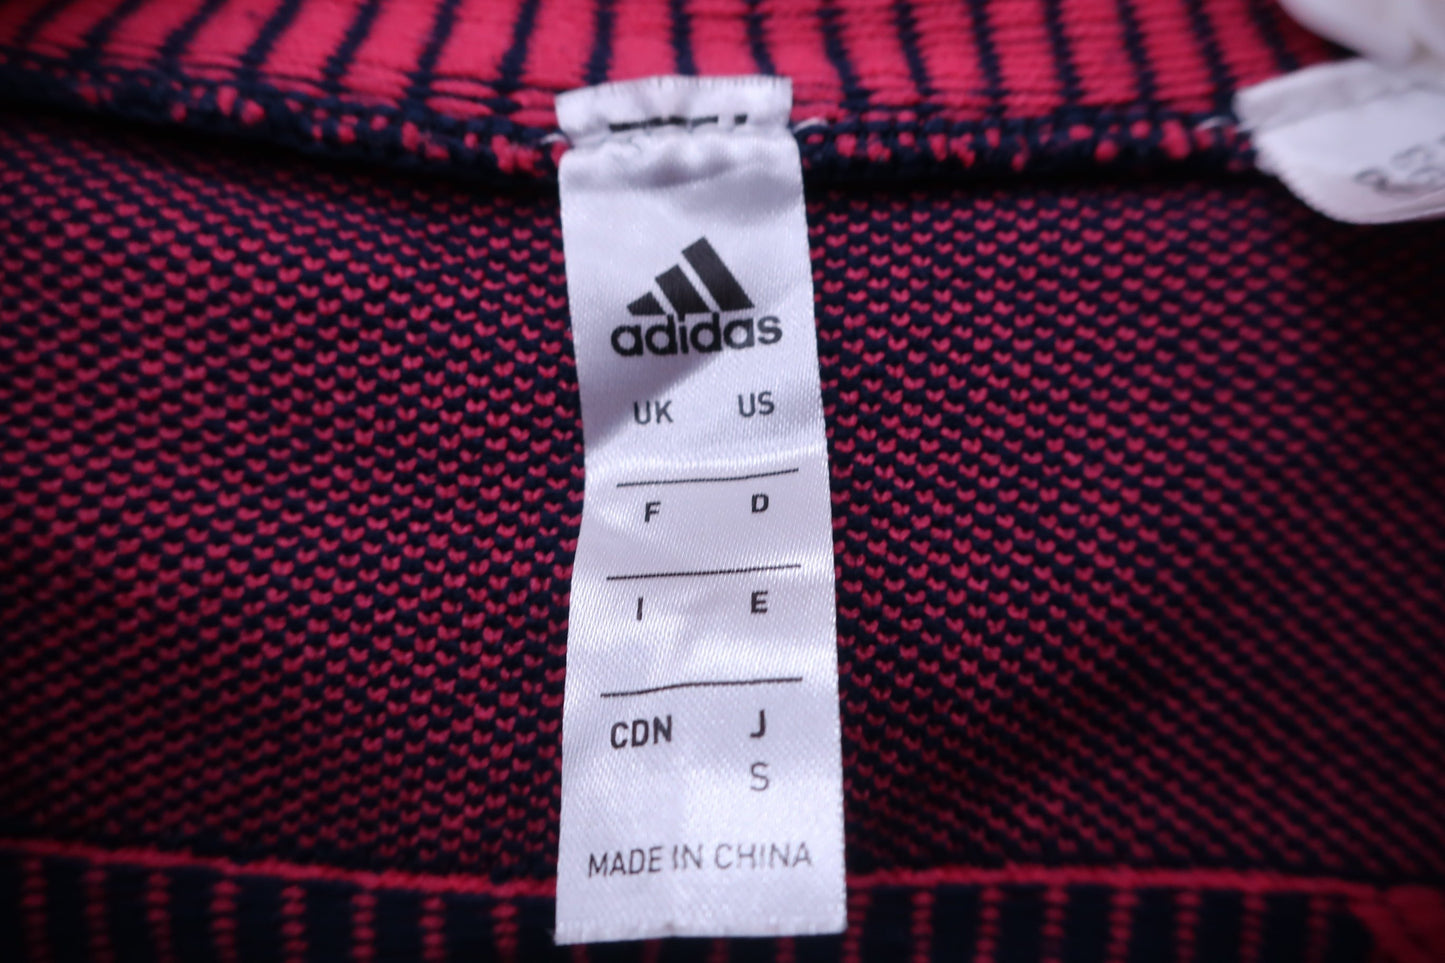 adidas
UK US
F D
I E
CDN J
S
MADE IN CHINA